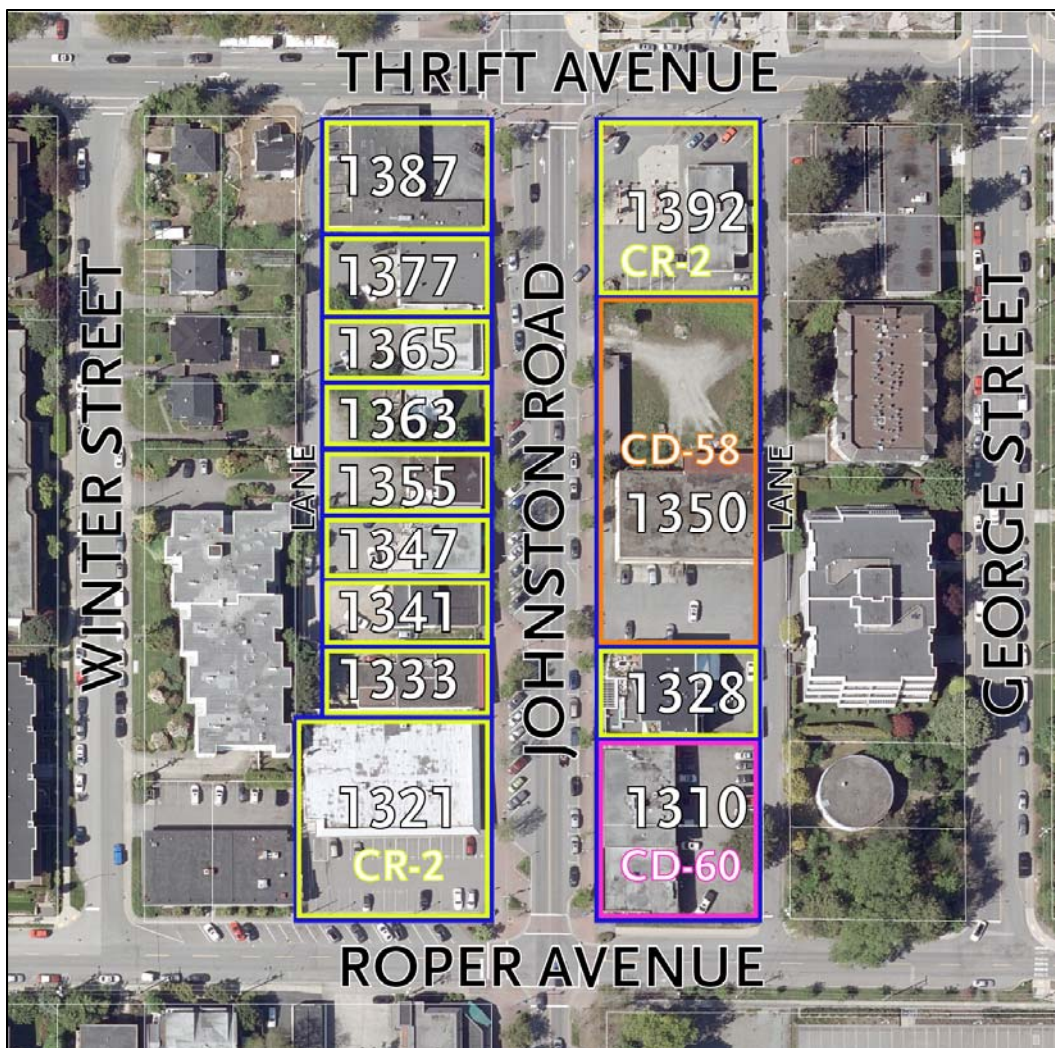 THRIFT AVENUE
1387
1392
CR-2
1377
1365
1363
1355
1347
1341
1333
1321
CR-2
CD-58
1350
1328
1310
CD-60
WINTER STREET
LANE
JOHNSTON ROAD
LANE
GEORGE STREET
ROPER AVENUE